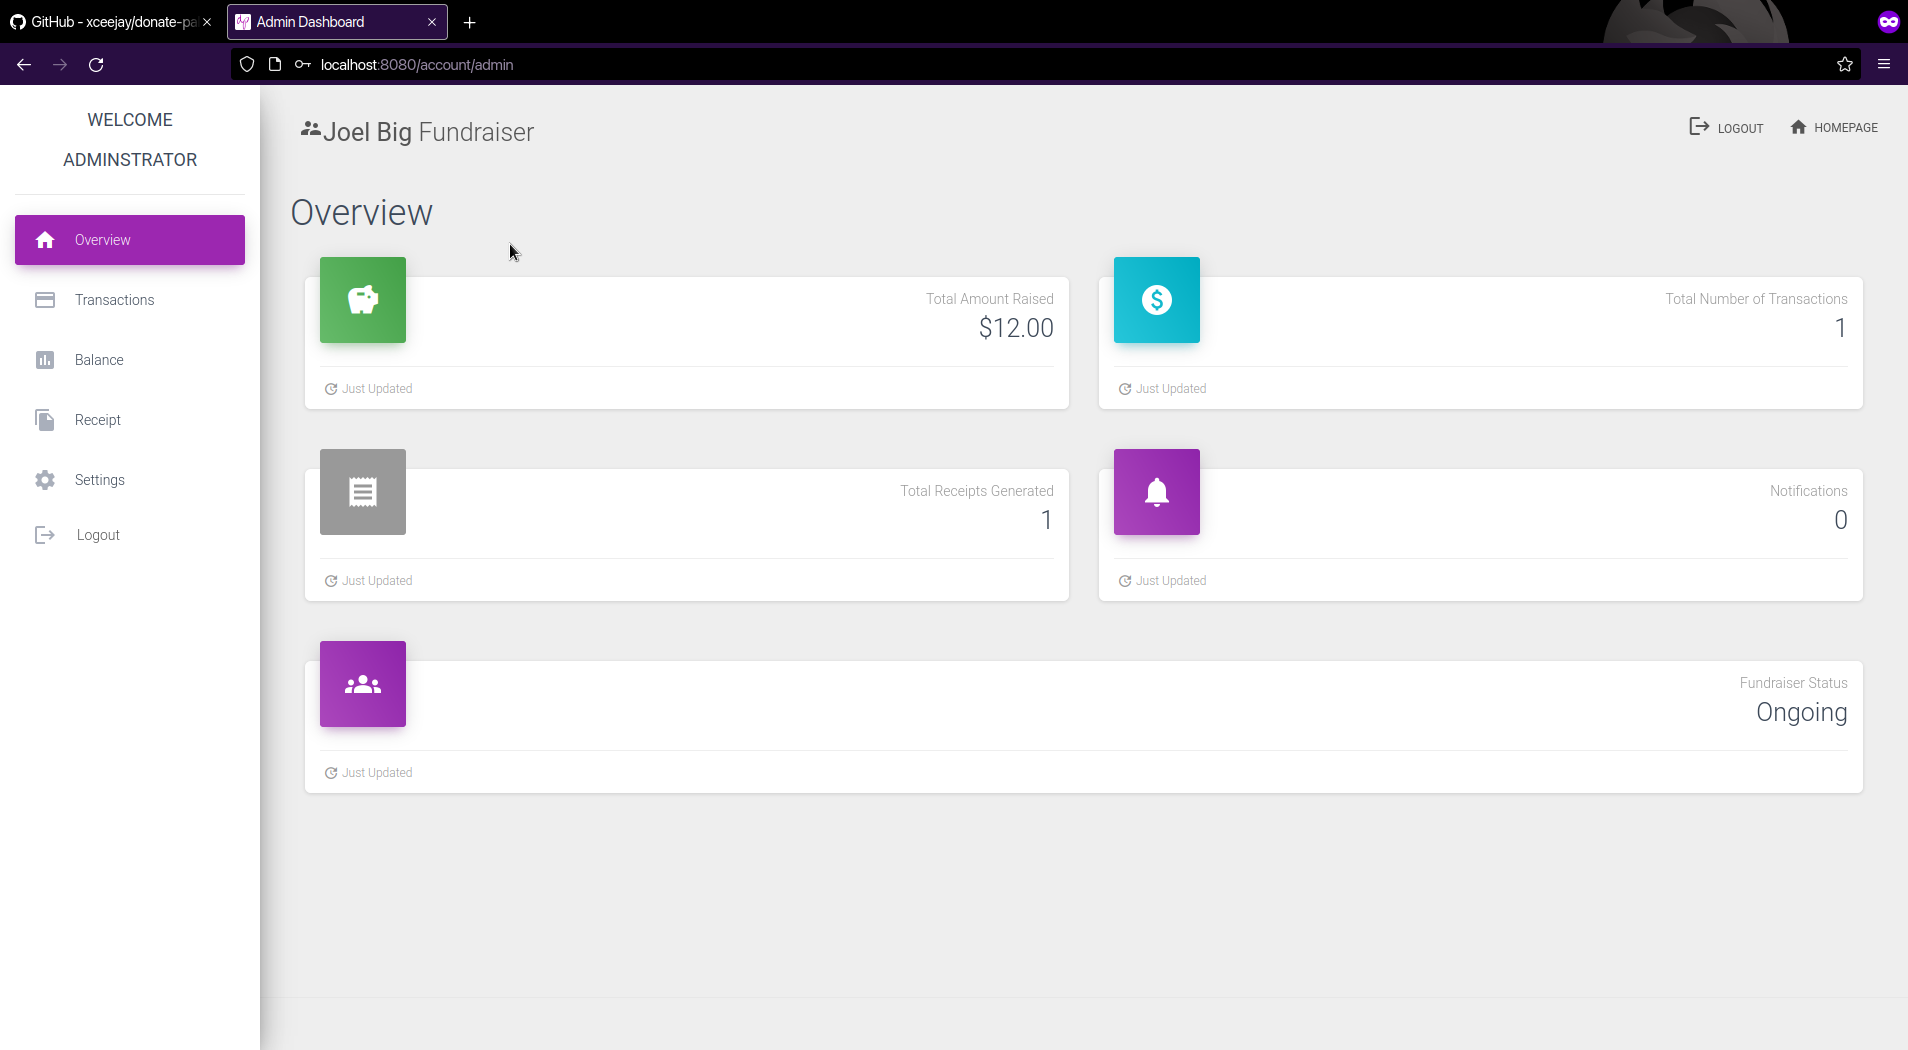 GitHub - xceejay/donate-pa
Admin Dashboard
localhost:8080/account/admin
WELCOME
ADMINSTRATOR
Overview
Transactions
Balance
Receipt
Settings
Logout
Joel Big Fundraiser
LOGOUT
HOMEPAGE
Overview
Total Amount Raised
$12.00
Just Updated
Total Number of Transactions
1
Just Updated
Total Receipts Generated
1
Just Updated
Notifications
0
Just Updated
Fundraiser Status
Ongoing
Just Updated